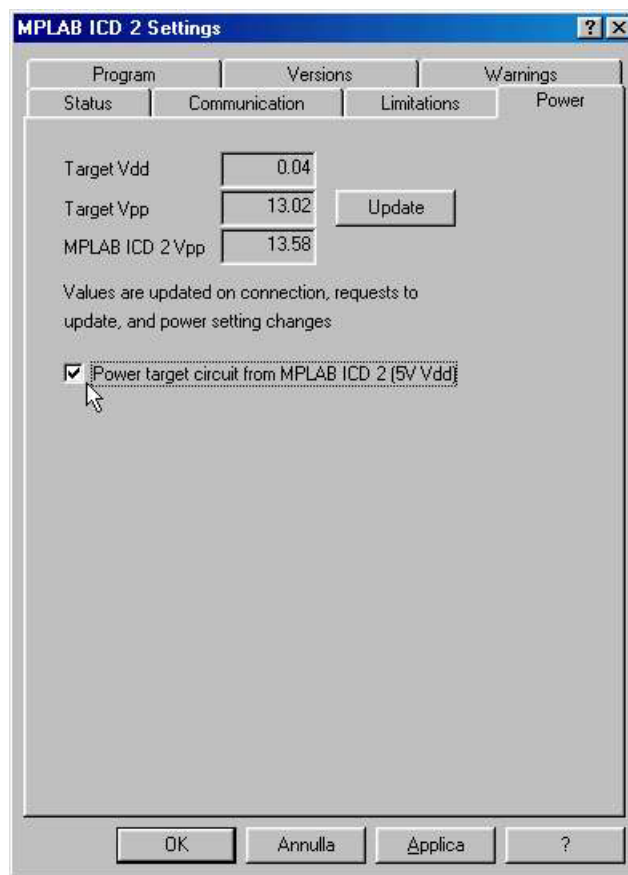 MPLAB ICD 2 Settings
Program Versions Warnings
Status Communication Limitations Power
Target Vdd 0.04
Target Vpp 13.02 Update
MPLAB ICD 2 Vpp 13.58
Values are updated on connection, requests to
update, and power setting changes
Power target circuit from MPLAB ICD 2 (5V Vdd)
OK Annulla Applica ?